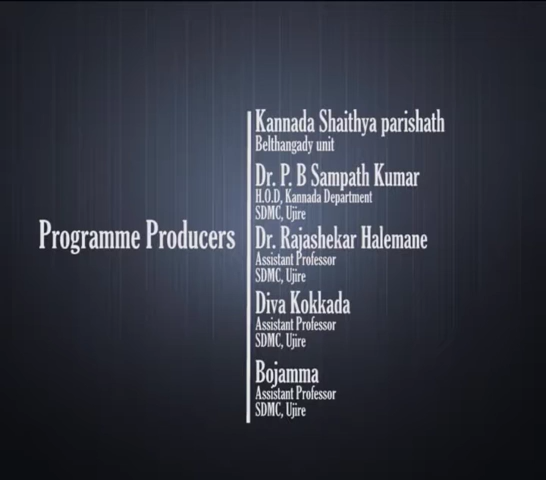 Programme Producers
Kannada Shaithya parishath
Belthangady unit
Dr. P. B Sampath Kumar
H.O.D, Kannada Department
SDMC, Ujire
Dr. Rajashekar Halemane
Assistant Professor
SDMC, Ujire
Diva Kokkada
Assistant Professor
SDMC, Ujire
Bojamma
Assistant Professor
SDMC, Ujire